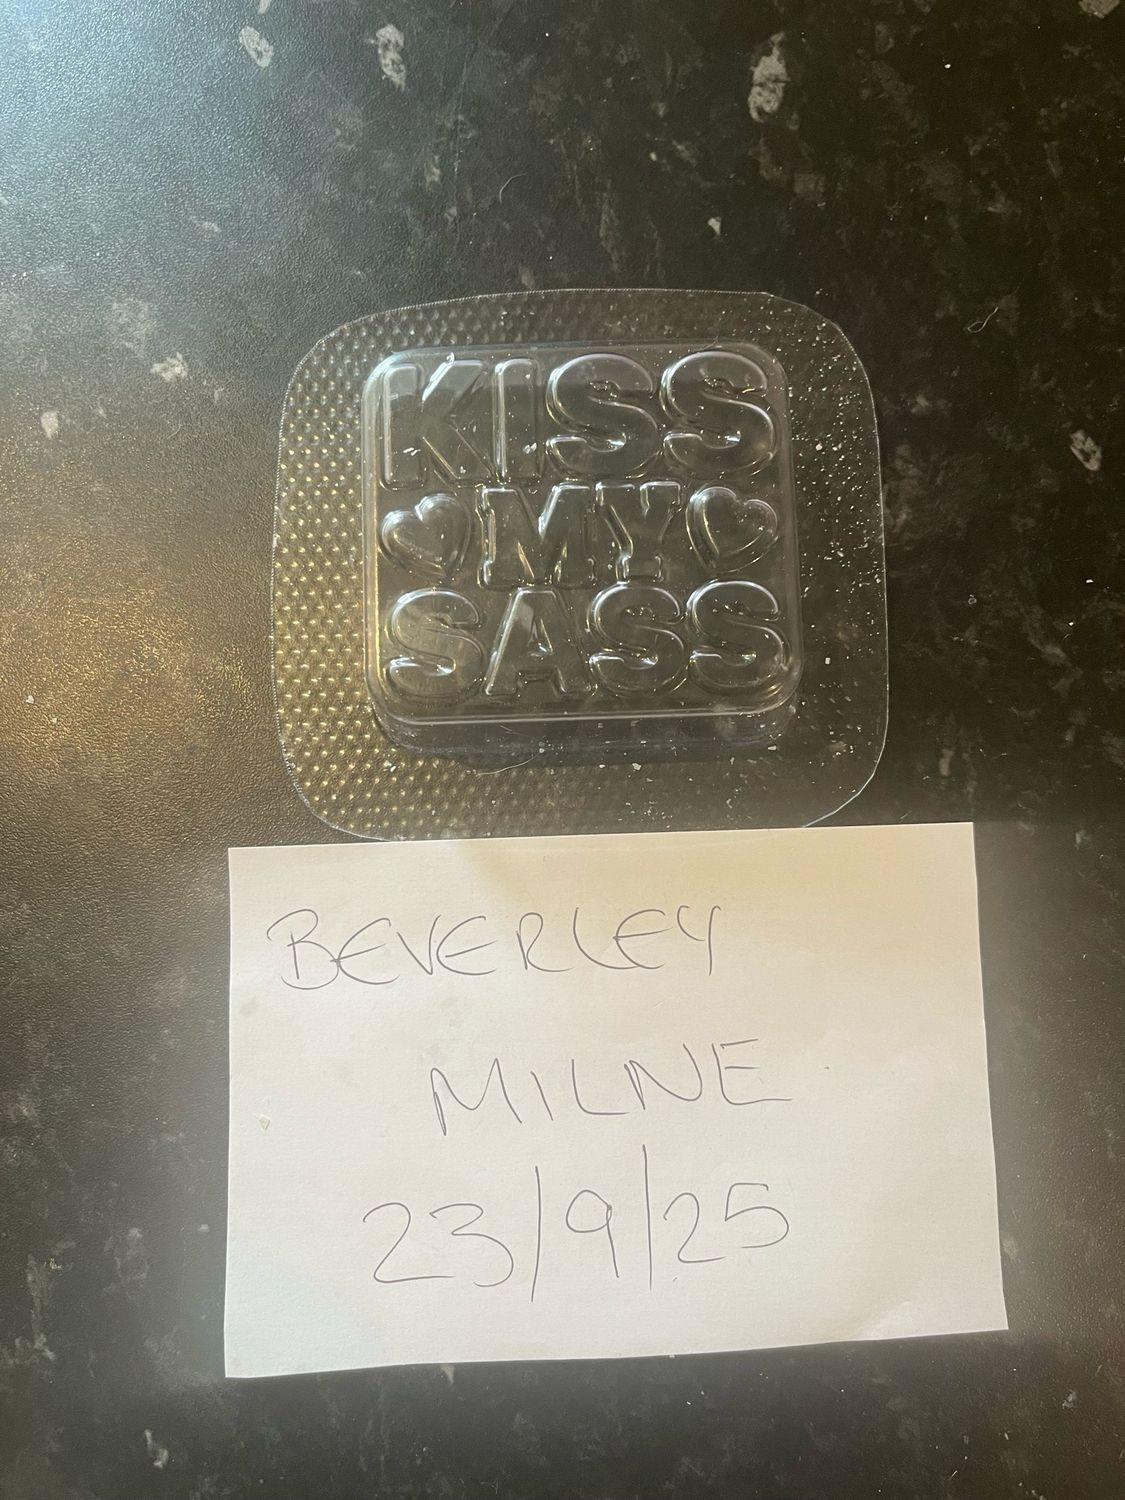 KISS
MY
SASS
BEVERLEY
MILNE
23/9/25